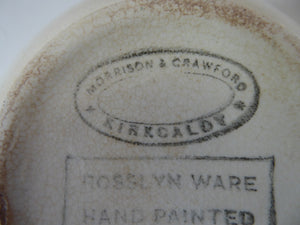 MORRISON & CRAWFORD
KIRKCALDY
ROSSLYN WARE
HAND PAINTED